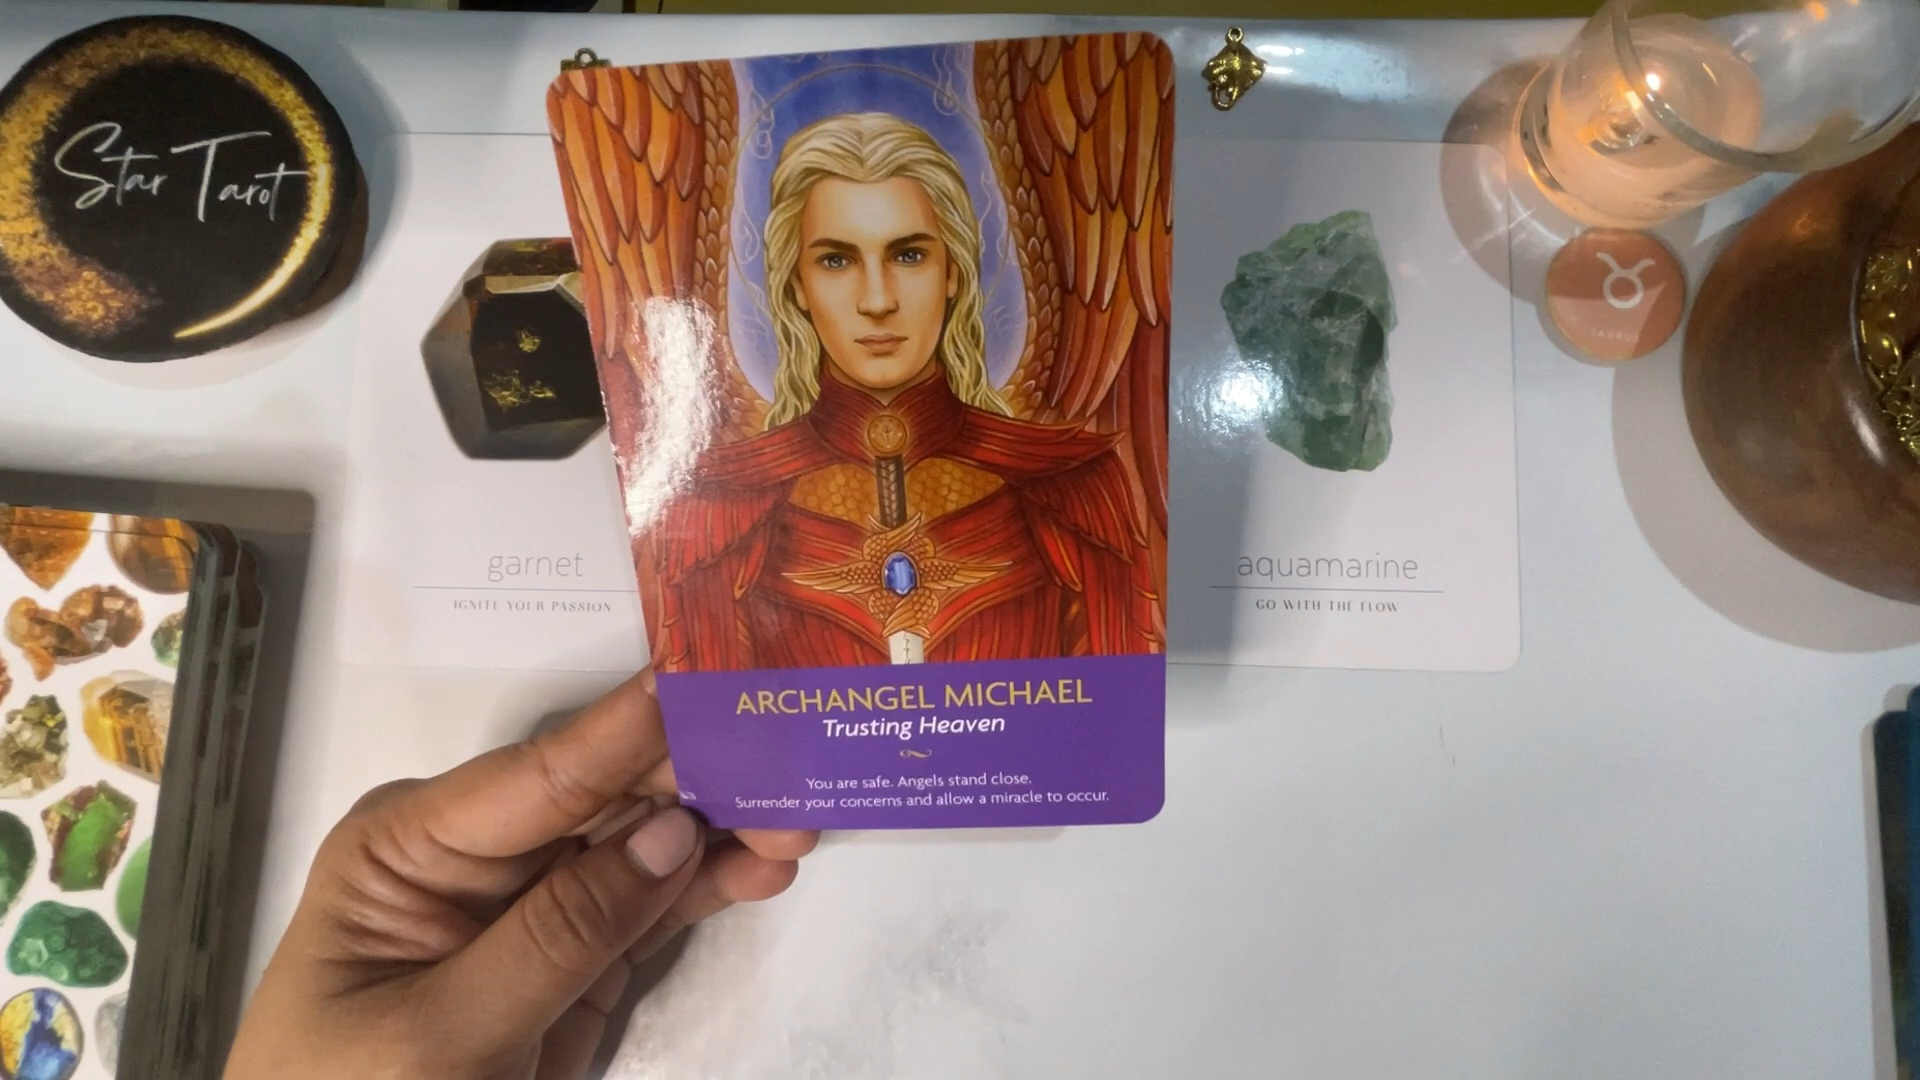 Star Tarot
garnet
IGNITE YOUR PASSION
aquamarine
GO WITH THE FLOW
TAURUS
ARCHANGEL MICHAEL
Trusting Heaven
You are safe. Angels stand close.
Surrender your concerns and allow a miracle to occur.